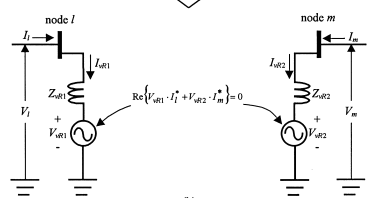 node l
node m
I_l
I_m
I_vR1
I_vR2
Z_vR1
Z_vR2
Re{V_vR1 · I_l^* + V_vR2 · I_m^*} = 0
V_l
V_m
+
V_vR1
-
+
V_vR2
-